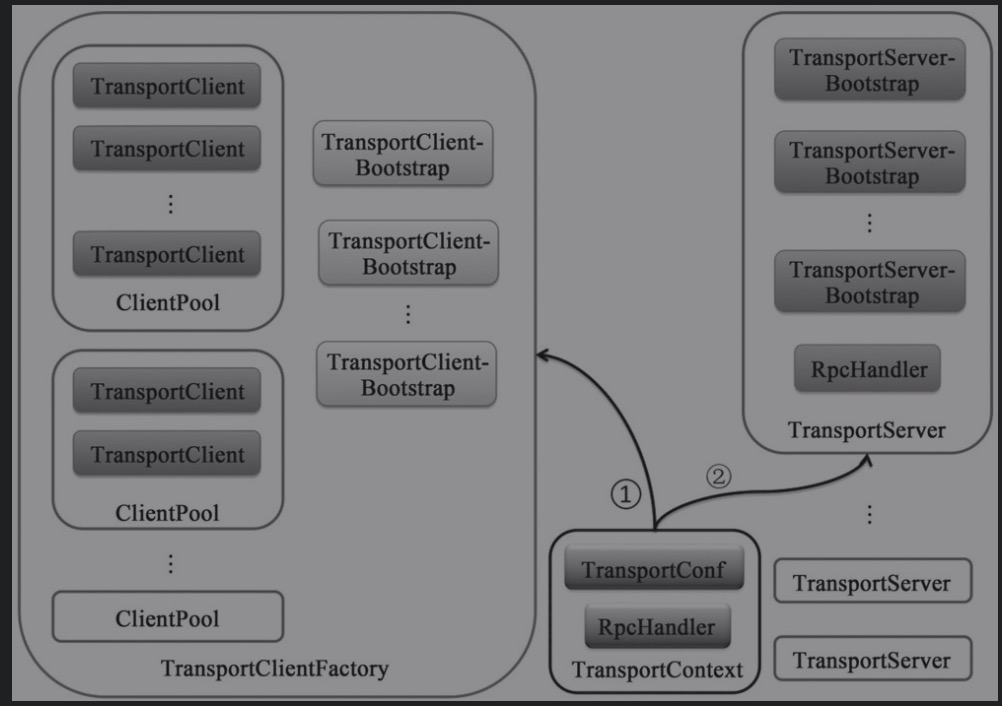 TransportClient
TransportClient
⋮
TransportClient
ClientPool
TransportClient
TransportClient
ClientPool
⋮
ClientPool
TransportClient-
Bootstrap
TransportClient-
Bootstrap
⋮
TransportClient-
Bootstrap
TransportClientFactory
①
②
TransportConf
RpcHandler
TransportContext
TransportServer-
Bootstrap
TransportServer-
Bootstrap
⋮
TransportServer-
Bootstrap
RpcHandler
TransportServer
⋮
TransportServer
TransportServer